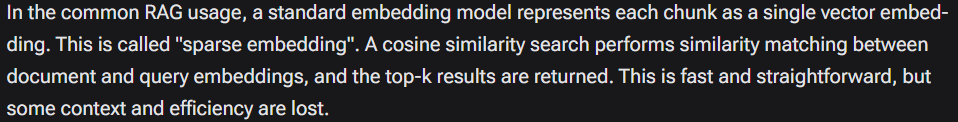 In the common RAG usage, a standard embedding model represents each chunk as a single vector embed-
ding. This is called "sparse embedding". A cosine similarity search performs similarity matching between
document and query embeddings, and the top-k results are returned. This is fast and straightforward, but
some context and efficiency are lost.